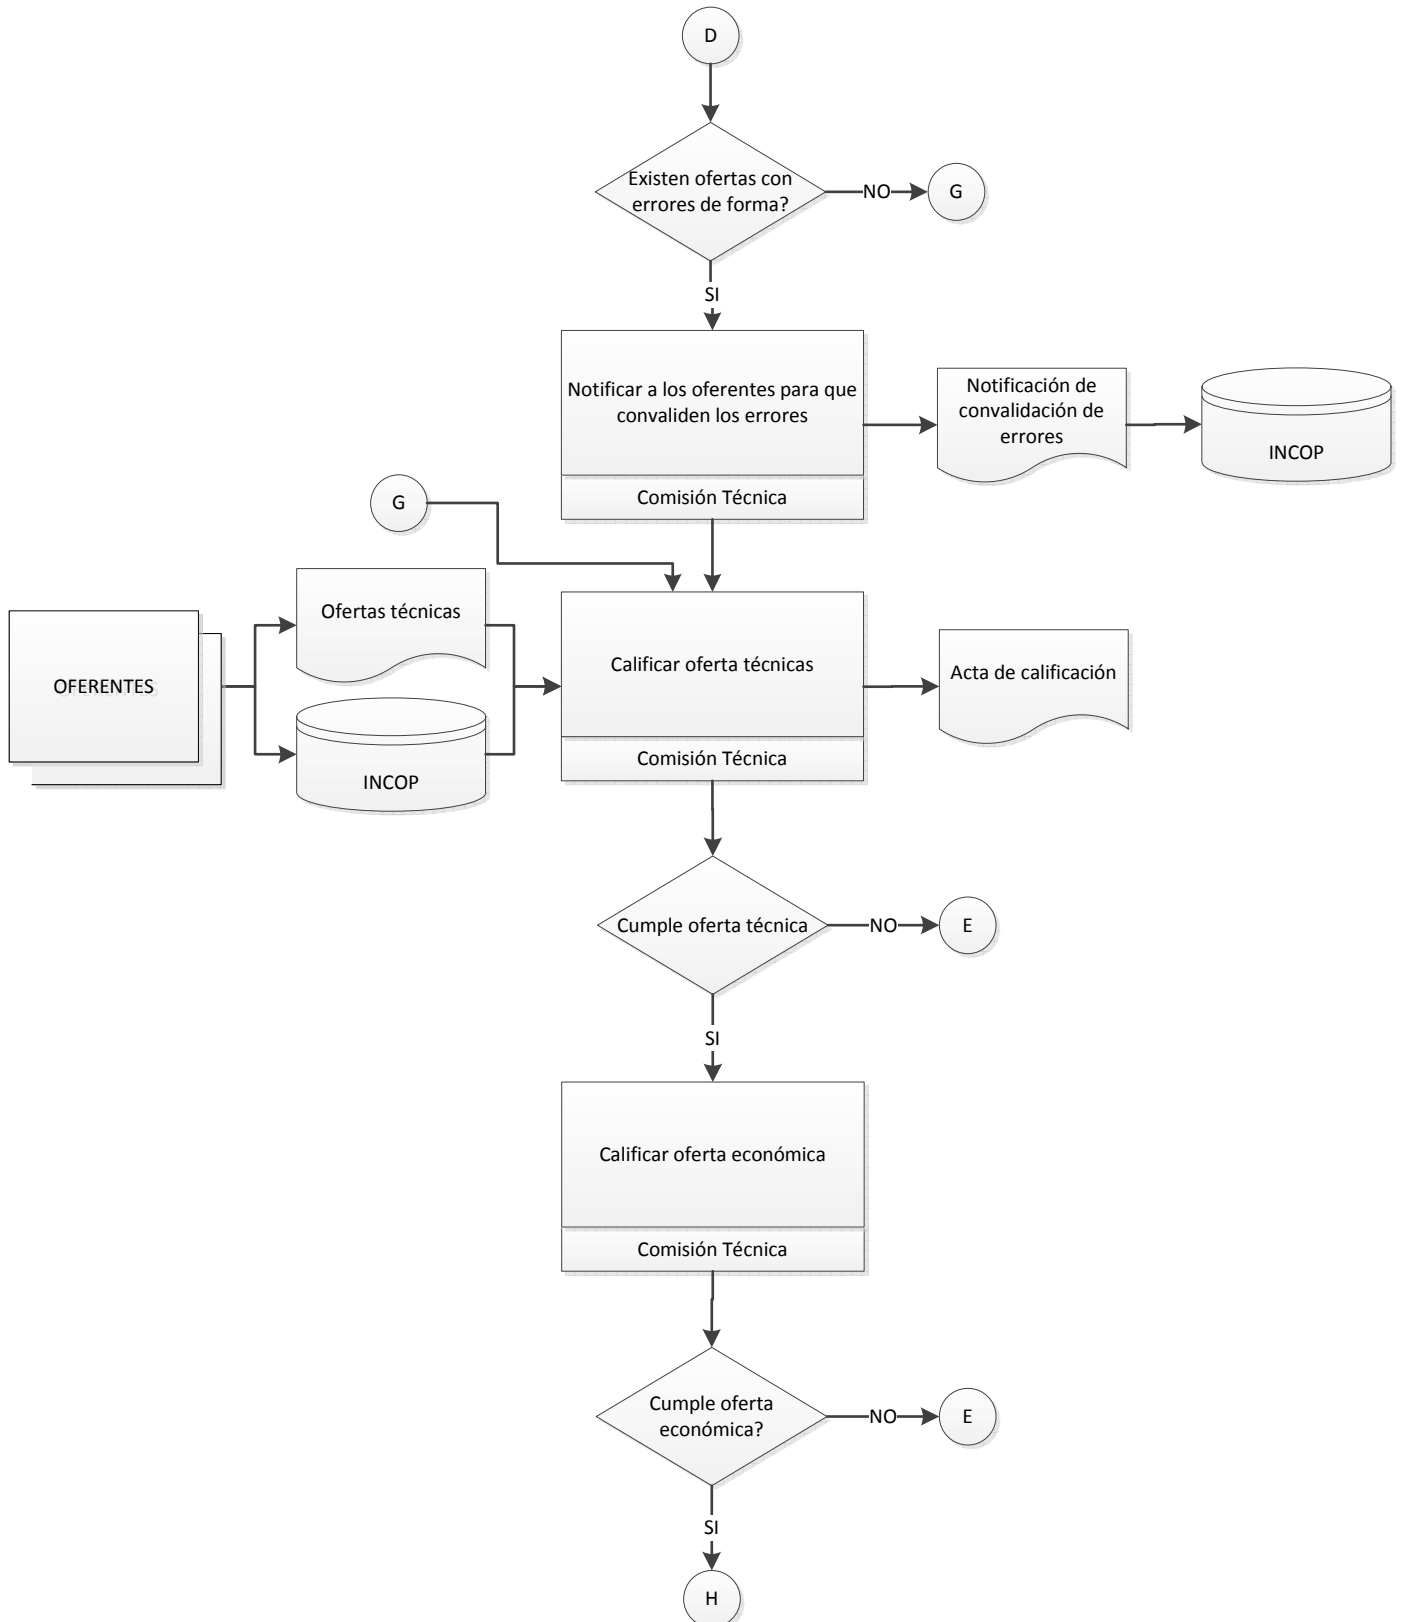 D
Existen ofertas con
errores de forma?
NO
G
SI
Notificar a los oferentes para que
convaliden los errores
Comisión Técnica
Notificación de
convalidación de
errores
INCOP
G
OFERENTES
Ofertas técnicas
INCOP
Calificar oferta técnicas
Comisión Técnica
Acta de calificación
Cumple oferta técnica
NO
E
SI
Calificar oferta económica
Comisión Técnica
Cumple oferta
económica?
NO
E
SI
H